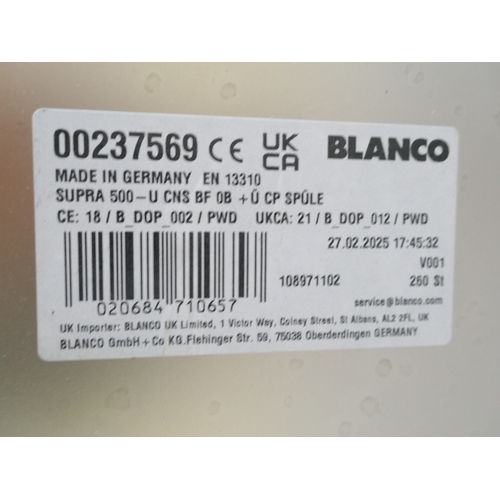 00237569 CE UK CA BLANCO
MADE IN GERMANY EN 13310
SUPRA 500-U CNS BF 0B +Ü CP SPÜLE
CE: 18 / B_DOP_002 / PWD UKCA: 21 / B_DOP_012 / PWD
27.02.2025 17:45:32
V001
108971102 260 St
020684 710657
service@blanco.com
UK Importer: BLANCO UK Limited, 1 Victor Way, Colney Street, St Albans, AL2 2FL, UK
BLANCO GmbH+Co KG.Flehinger Str. 59, 75038 Oberderdingen GERMANY